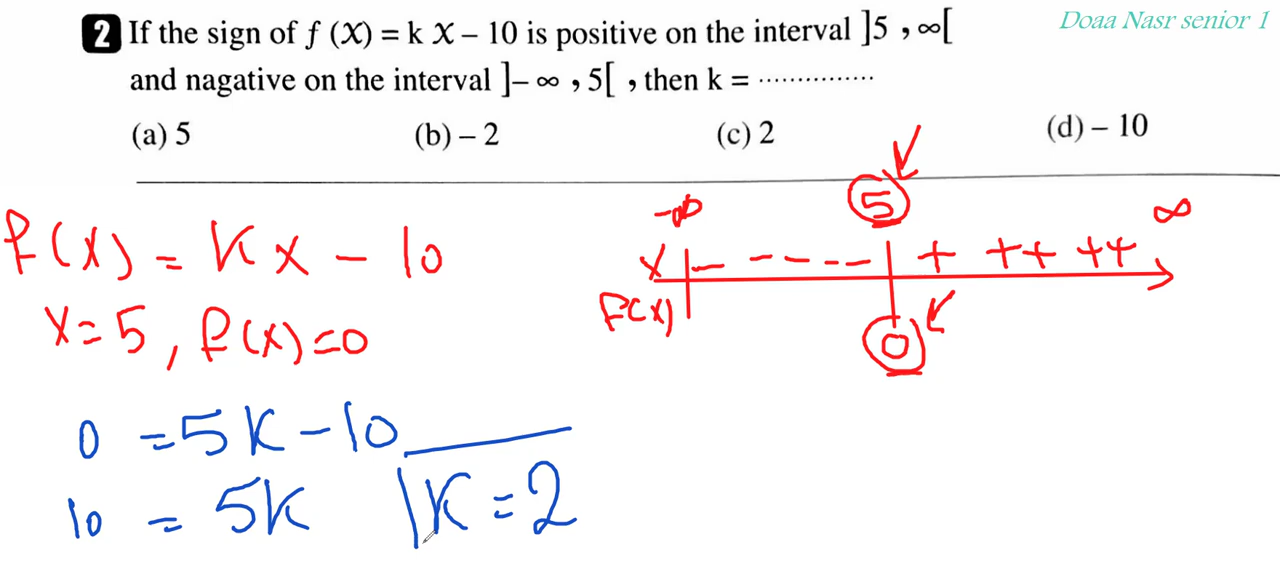 Doaa Nasr senior 1
2 If the sign of f (X) = k X – 10 is positive on the interval ]5 , ∞[
and nagative on the interval ]– ∞ , 5[ , then k = ...............
(a) 5 (b) – 2 (c) 2 (d) – 10
f(x) = Kx - 10
x = 5, f(x) = 0
0 = 5K - 10
10 = 5K K = 2
-∞ 5 ∞
x - - - - - - + + + + +
f(x) 0